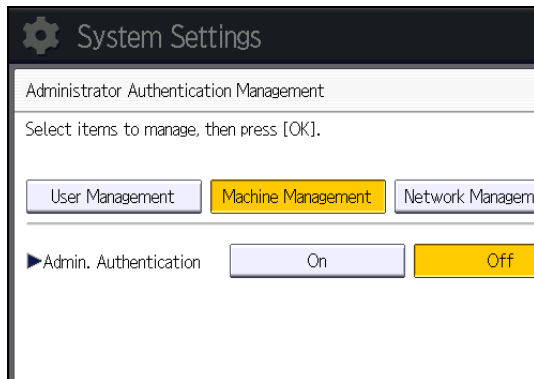 System Settings
Administrator Authentication Management
Select items to manage, then press [OK].
User Management Machine Management Network Managem
▶Admin. Authentication On Off